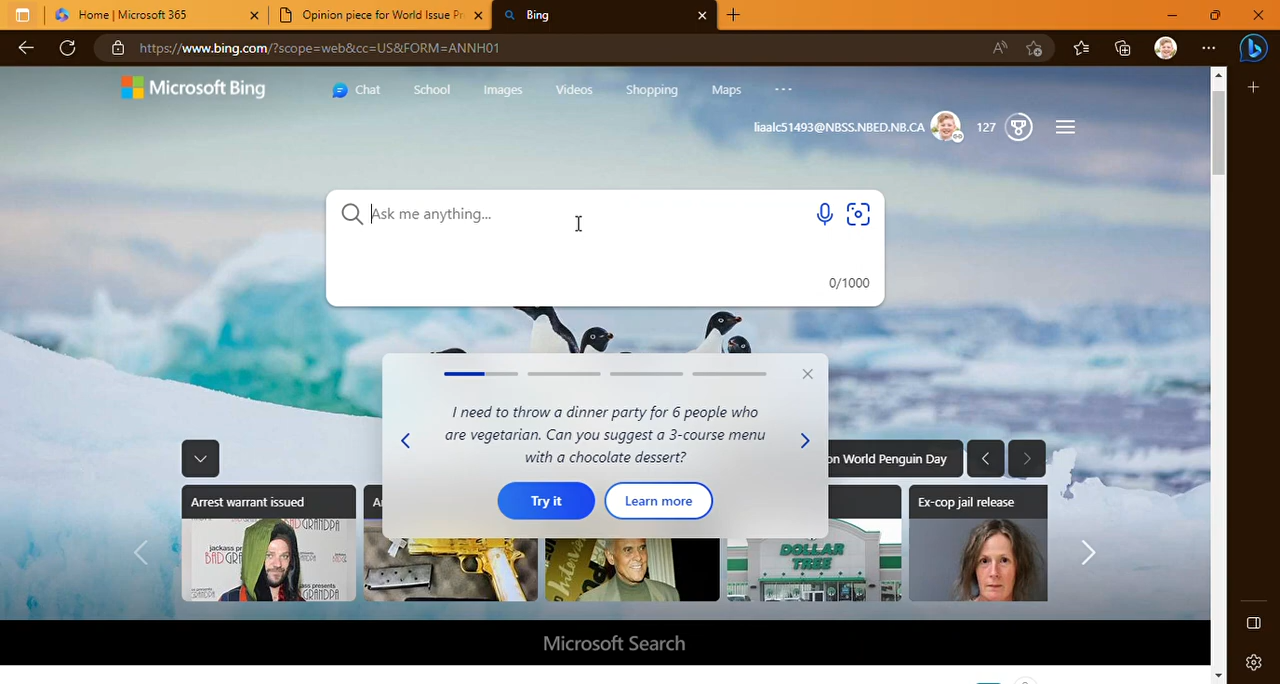 Home | Microsoft 365
Opinion piece for World Issue Pr
Bing
https://www.bing.com/?scope=web&cc=US&FORM=ANNH01
Microsoft Bing
Chat
School
Images
Videos
Shopping
Maps
liaalc51493@NBSS.NBED.NB.CA
127
Ask me anything...
0/1000
I need to throw a dinner party for 6 people who
are vegetarian. Can you suggest a 3-course menu
with a chocolate dessert?
Try it
Learn more
on World Penguin Day
Arrest warrant issued
Ex-cop jail release
DOLLAR
TREE
Microsoft Search